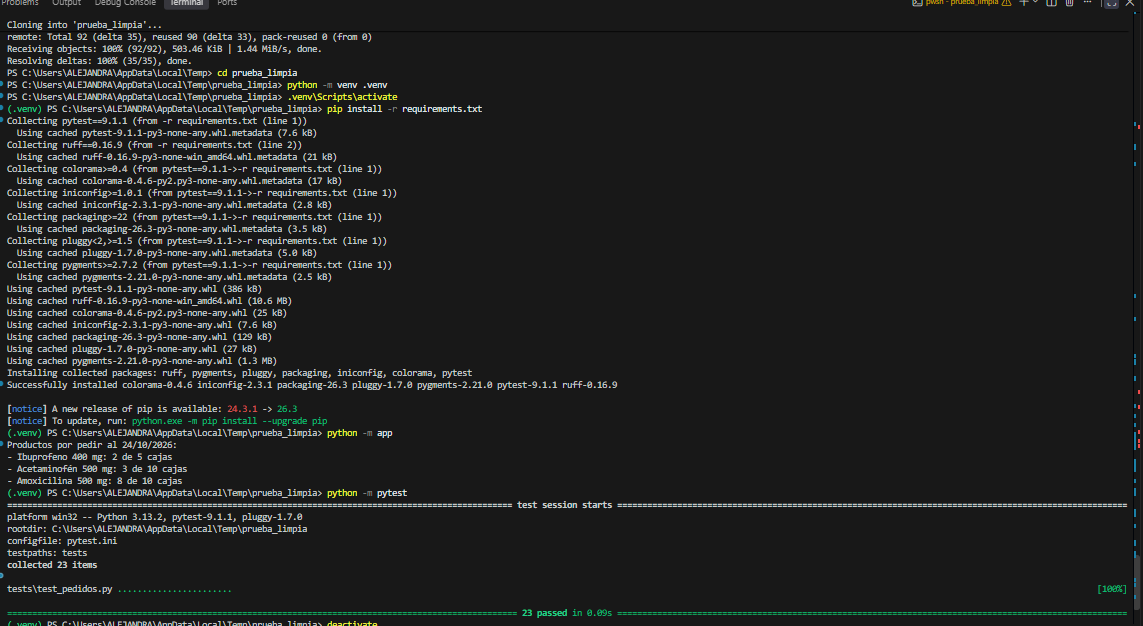 Problems Output Debug Console Terminal Ports
pwsh - prueba_limpia
Cloning into 'prueba_limpia'...
remote: Total 92 (delta 35), reused 90 (delta 33), pack-reused 0 (from 0)
Receiving objects: 100% (92/92), 503.46 KiB | 1.44 MiB/s, done.
Resolving deltas: 100% (35/35), done.
PS C:\Users\ALEJANDRA\AppData\Local\Temp> cd prueba_limpia
PS C:\Users\ALEJANDRA\AppData\Local\Temp\prueba_limpia> python -m venv .venv
PS C:\Users\ALEJANDRA\AppData\Local\Temp\prueba_limpia> .venv\Scripts\activate
(.venv) PS C:\Users\ALEJANDRA\AppData\Local\Temp\prueba_limpia> pip install -r requirements.txt
Collecting pytest==9.1.1 (from -r requirements.txt (line 1))
  Using cached pytest-9.1.1-py3-none-any.whl.metadata (7.6 kB)
Collecting ruff==0.16.9 (from -r requirements.txt (line 2))
  Using cached ruff-0.16.9-py3-none-win_amd64.whl.metadata (21 kB)
Collecting colorama>=0.4 (from pytest==9.1.1->-r requirements.txt (line 1))
  Using cached colorama-0.4.6-py2.py3-none-any.whl.metadata (17 kB)
Collecting iniconfig>=1.0.1 (from pytest==9.1.1->-r requirements.txt (line 1))
  Using cached iniconfig-2.3.1-py3-none-any.whl.metadata (2.8 kB)
Collecting packaging>=22 (from pytest==9.1.1->-r requirements.txt (line 1))
  Using cached packaging-26.3-py3-none-any.whl.metadata (3.5 kB)
Collecting pluggy<2,>=1.5 (from pytest==9.1.1->-r requirements.txt (line 1))
  Using cached pluggy-1.7.0-py3-none-any.whl.metadata (5.0 kB)
Collecting pygments>=2.7.2 (from pytest==9.1.1->-r requirements.txt (line 1))
  Using cached pygments-2.21.0-py3-none-any.whl.metadata (2.5 kB)
Using cached pytest-9.1.1-py3-none-any.whl (386 kB)
Using cached ruff-0.16.9-py3-none-win_amd64.whl (10.6 MB)
Using cached colorama-0.4.6-py2.py3-none-any.whl (25 kB)
Using cached iniconfig-2.3.1-py3-none-any.whl (7.6 kB)
Using cached packaging-26.3-py3-none-any.whl (129 kB)
Using cached pluggy-1.7.0-py3-none-any.whl (27 kB)
Using cached pygments-2.21.0-py3-none-any.whl (1.3 MB)
Installing collected packages: ruff, pygments, pluggy, packaging, iniconfig, colorama, pytest
Successfully installed colorama-0.4.6 iniconfig-2.3.1 packaging-26.3 pluggy-1.7.0 pygments-2.21.0 pytest-9.1.1 ruff-0.16.9
[notice] A new release of pip is available: 24.3.1 -> 26.3
[notice] To update, run: python.exe -m pip install --upgrade pip
(.venv) PS C:\Users\ALEJANDRA\AppData\Local\Temp\prueba_limpia> python -m app
Productos por pedir al 24/10/2026:
- Ibuprofeno 400 mg: 2 de 5 cajas
- Acetaminofén 500 mg: 3 de 10 cajas
- Amoxicilina 500 mg: 8 de 10 cajas
(.venv) PS C:\Users\ALEJANDRA\AppData\Local\Temp\prueba_limpia> python -m pytest
===== test session starts =====
platform win32 -- Python 3.13.2, pytest-9.1.1, pluggy-1.7.0
rootdir: C:\Users\ALEJANDRA\AppData\Local\Temp\prueba_limpia
configfile: pytest.ini
testpaths: tests
collected 23 items
tests\test_pedidos.py ....................... [100%]
===== 23 passed in 0.09s =====
(.venv) PS C:\Users\ALEJANDRA\AppData\Local\Temp\prueba_limpia> deactivate